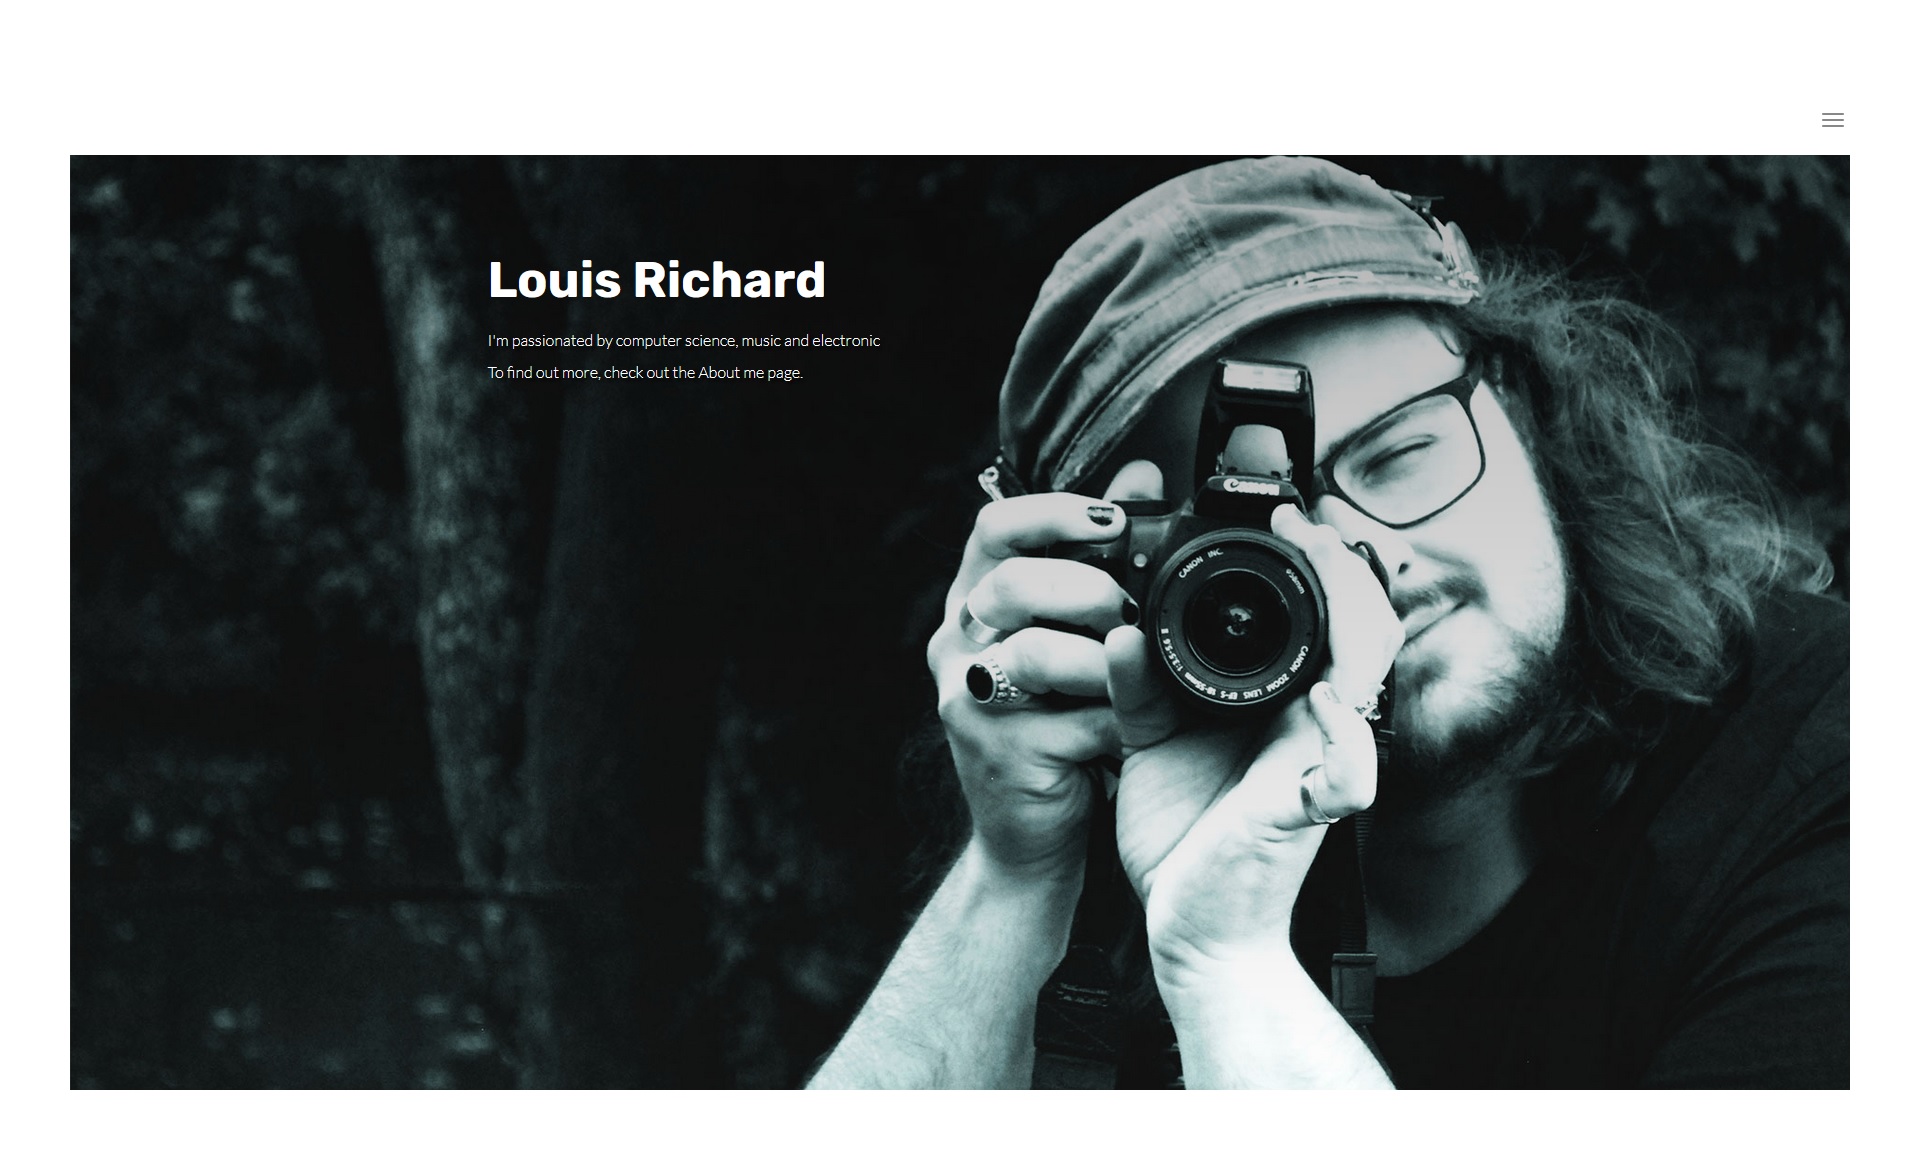 Louis Richard
I'm passionated by computer science, music and electronic
To find out more, check out the About me page.
Canon
CANON INC.
CANON ZOOM LENS EF-S 18-55mm 1:3.5-5.6 II